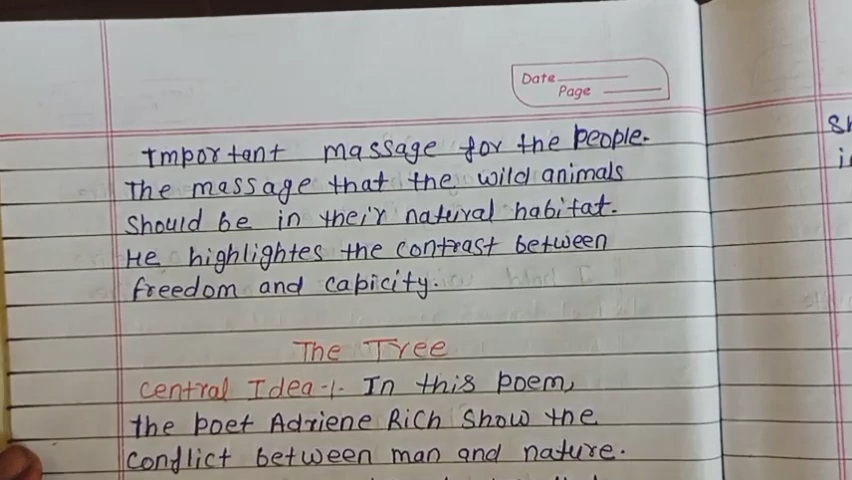 Date
Page
Important massage for the people.
The massage that the wild animals
should be in their natural habitat.
He highlightes the contrast between
freedom and capicity.
The Tree
Central Idea-1. In this poem,
the poet Adriene Rich show the
conflict between man and nature.